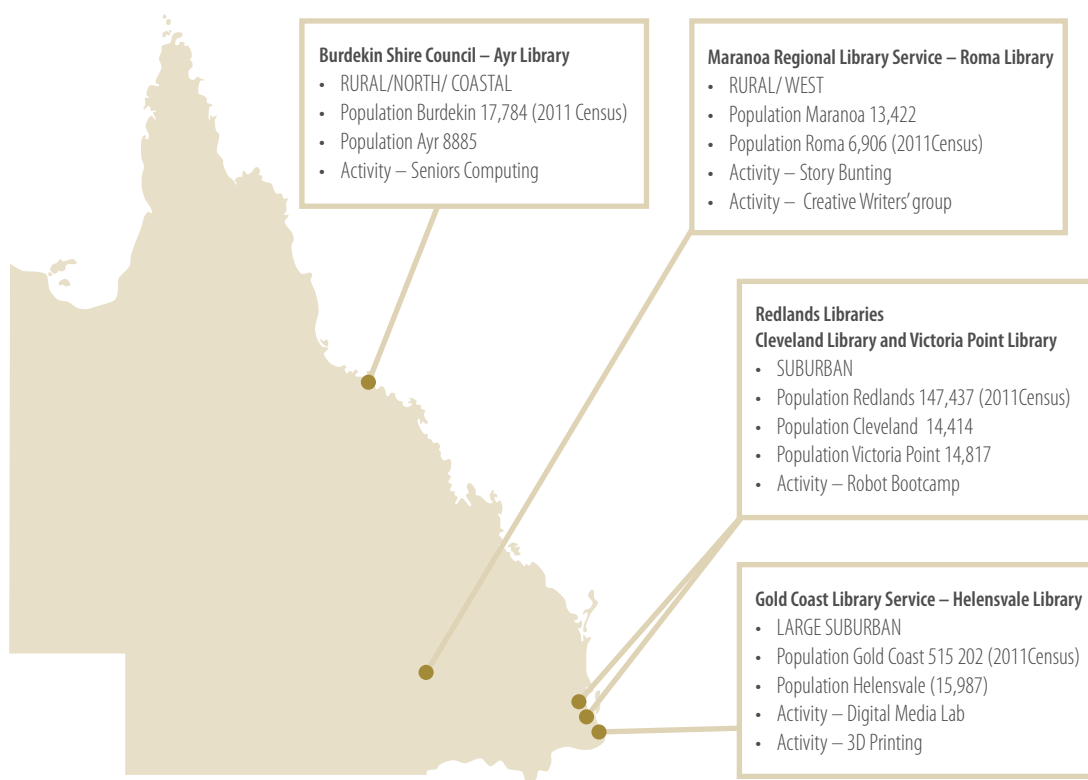 Burdekin Shire Council – Ayr Library
• RURAL/NORTH/ COASTAL
• Population Burdekin 17,784 (2011 Census)
• Population Ayr 8885
• Activity – Seniors Computing
Maranoa Regional Library Service – Roma Library
• RURAL/ WEST
• Population Maranoa 13,422
• Population Roma 6,906 (2011Census)
• Activity – Story Bunting
• Activity – Creative Writers’ group
Redlands Libraries
Cleveland Library and Victoria Point Library
• SUBURBAN
• Population Redlands 147,437 (2011Census)
• Population Cleveland 14,414
• Population Victoria Point 14,817
• Activity – Robot Bootcamp
Gold Coast Library Service – Helensvale Library
• LARGE SUBURBAN
• Population Gold Coast 515 202 (2011Census)
• Population Helensvale (15,987)
• Activity – Digital Media Lab
• Activity – 3D Printing